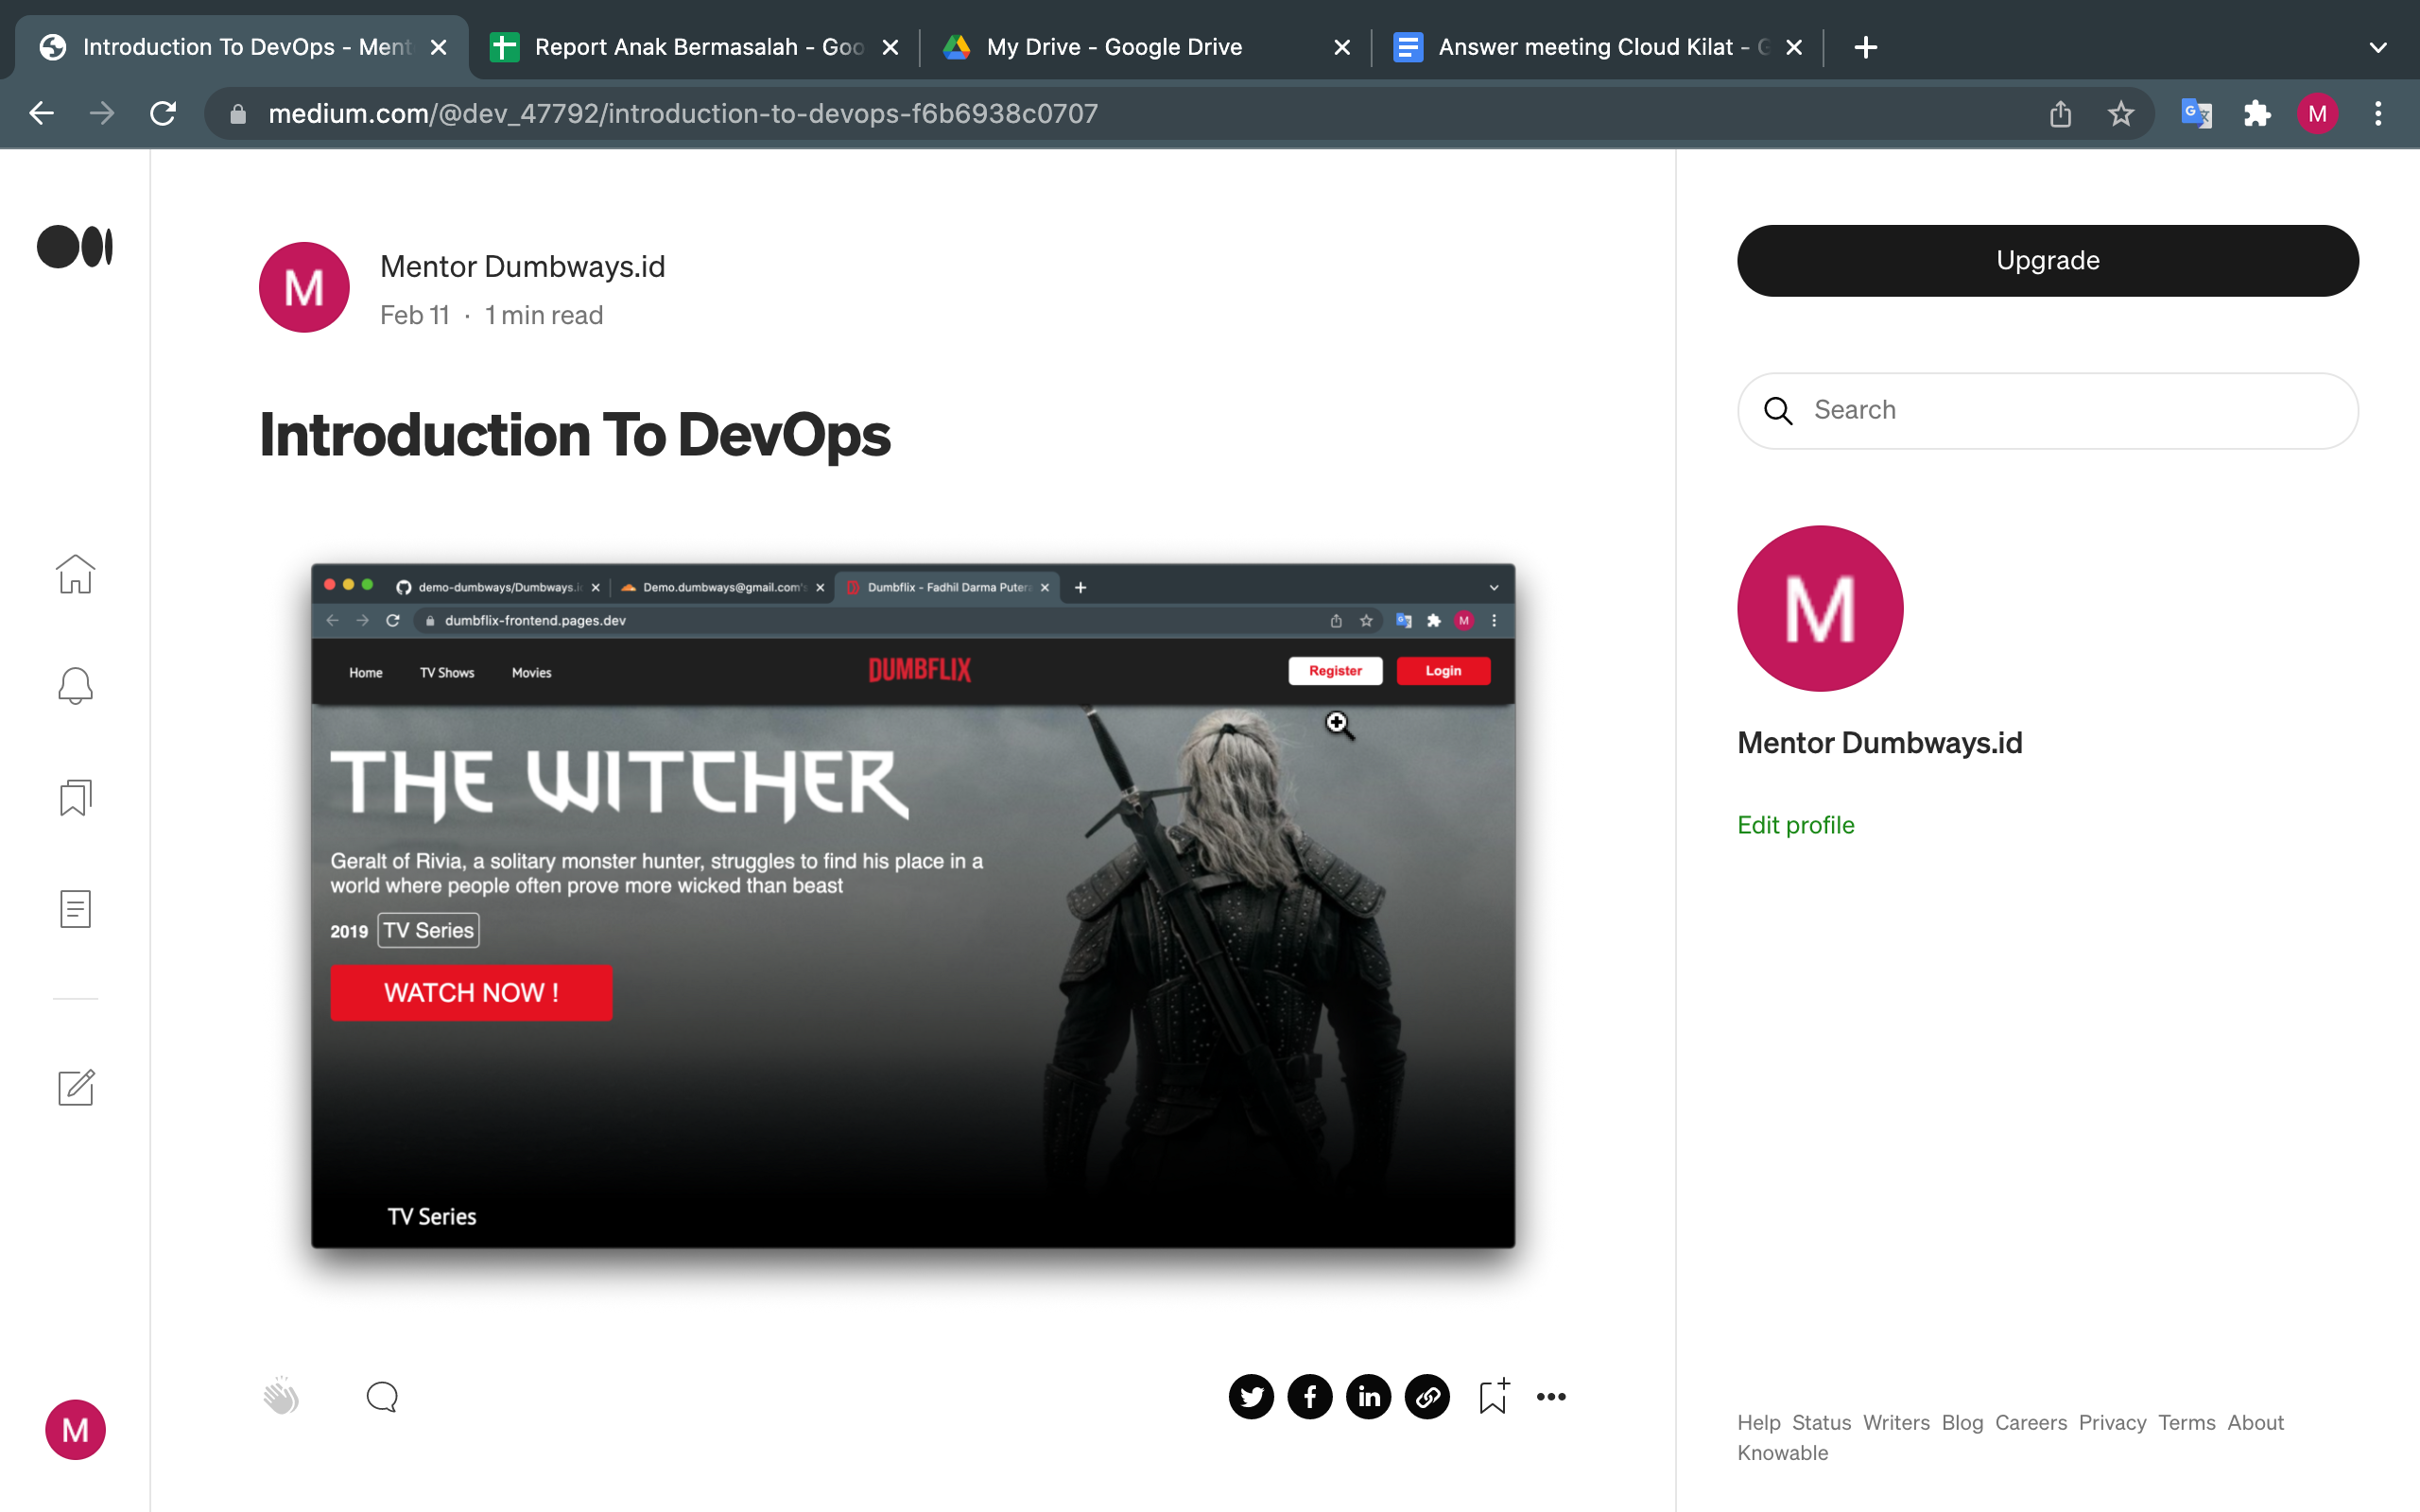 Introduction To DevOps - Ment
Report Anak Bermasalah - Goo
My Drive - Google Drive
Answer meeting Cloud Kilat - G
medium.com/@dev_47792/introduction-to-devops-f6b6938c0707
M
M
Mentor Dumbways.id
Feb 11 · 1 min read
Introduction To DevOps
demo-dumbways/Dumbways.i
Demo.dumbways@gmail.com's
Dumbflix - Fadhil Darma Putera
dumbflix-frontend.pages.dev
M
Home TV Shows Movies
DUMBFLIX
Register Login
THE WITCHER
Geralt of Rivia, a solitary monster hunter, struggles to find his place in a
world where people often prove more wicked than beast
2019 TV Series
WATCH NOW !
TV Series
M
Upgrade
Search
M
Mentor Dumbways.id
Edit profile
Help Status Writers Blog Careers Privacy Terms About
Knowable